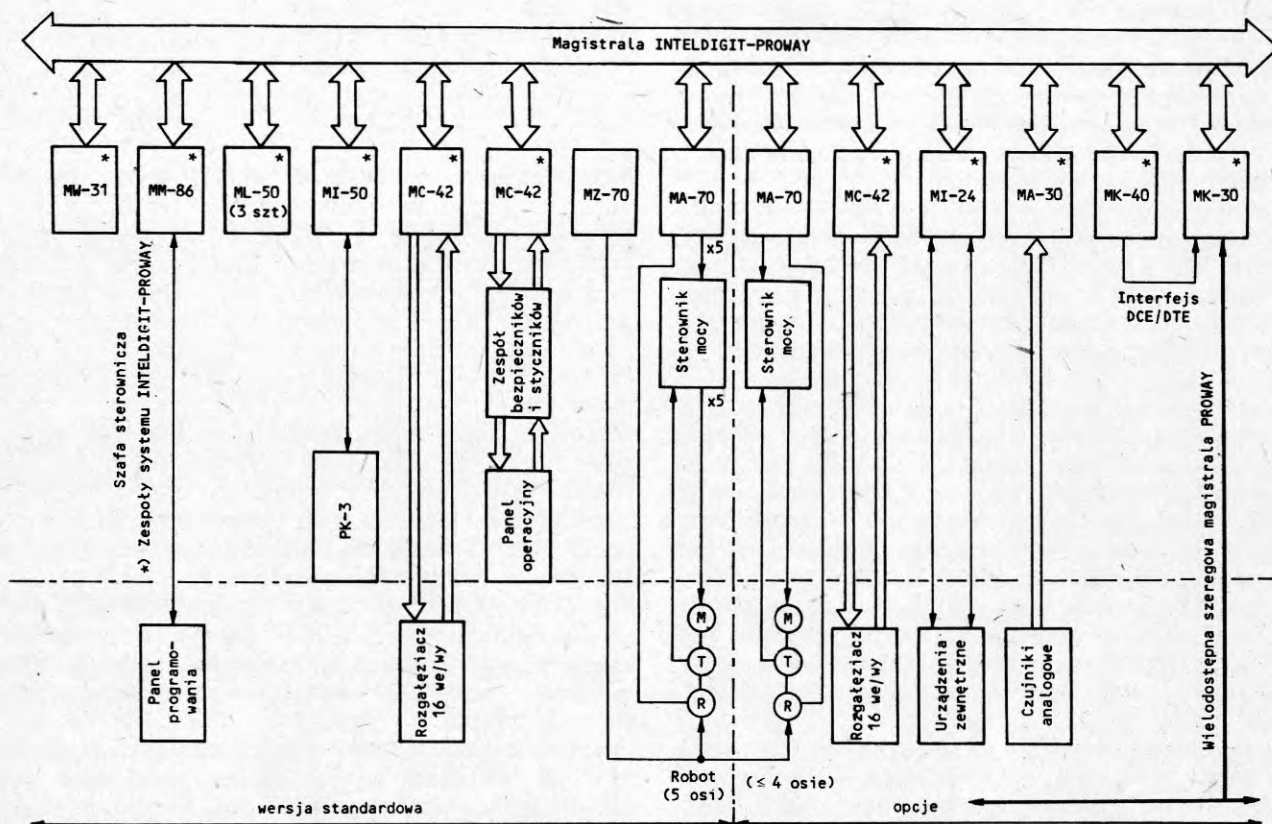 Magistrala INTELDIGIT-PROWAY
MW-31
*
MM-86
*
ML-50
(3 szt)
*
MI-50
*
MC-42
*
MC-42
*
MZ-70
MA-70
MA-70
MC-42
*
MI-24
*
MA-30
*
MK-40
*
MK-30
*
x5
Szafa sterownicza
*) Zespoły systemu INTELDIGIT-PROWAY
Zespół
bezpieczników
i styczników
Sterownik
mocy
x5
Sterownik
mocy
Interfejs
DCE/DTE
PK-3
Panel
operacyjny
Wielodostępna szeregowa magistrala PROWAY
Panel
programo-
wania
Rozgałęziacz
16 we/wy
M
T
R
M
T
R
Rozgałęziacz
16 we/wy
Urządzenia
zewnętrzne
Czujniki
analogowe
Robot
(5 osi)
(≤ 4 osie)
wersja standardowa
opcje